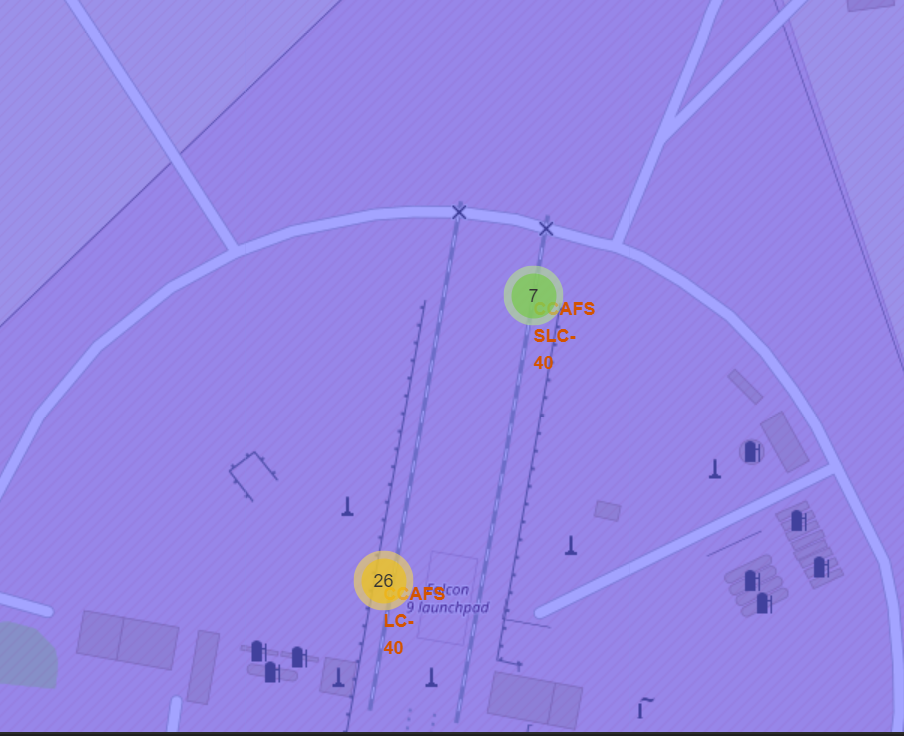 7
CCAFS
SLC-
40
26
CCAFS
LC-
40
Falcon
9 launchpad